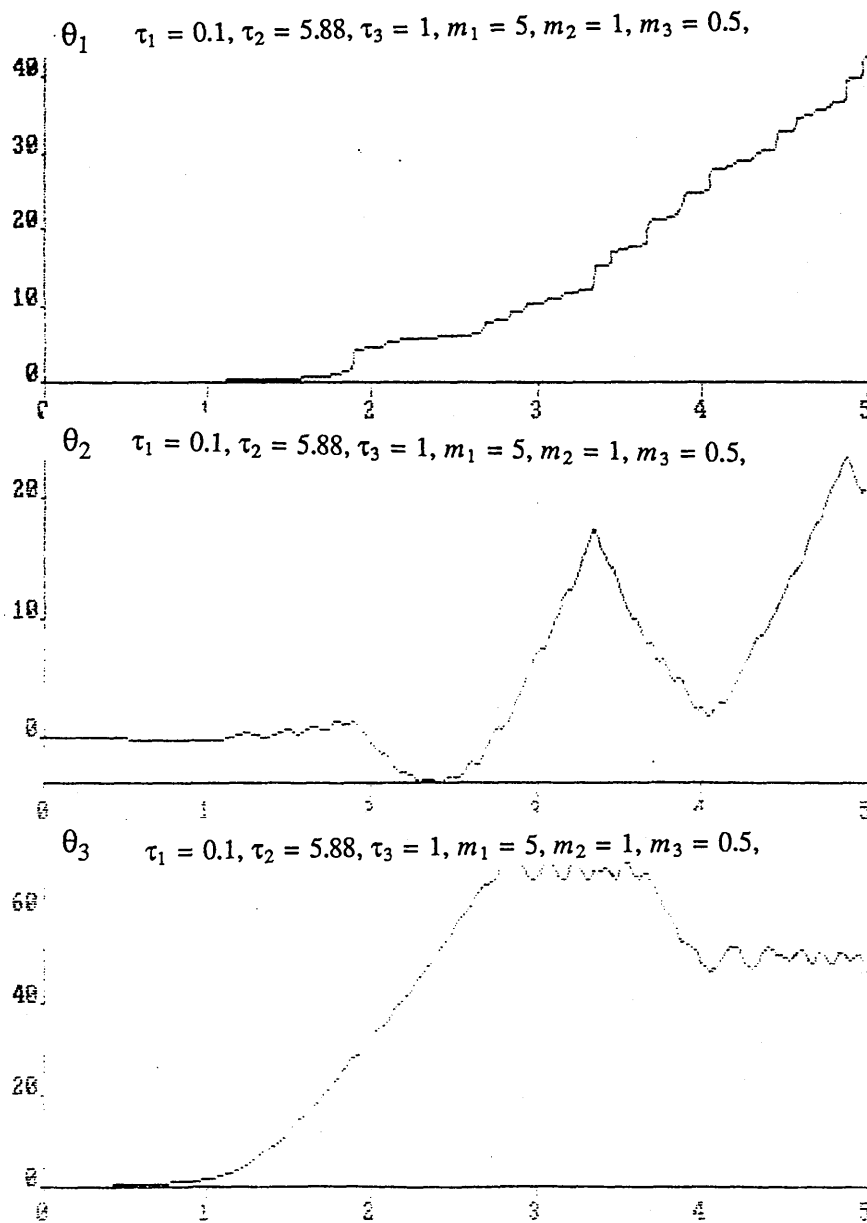 θ₁ τ₁ = 0.1, τ₂ = 5.88, τ₃ = 1, m₁ = 5, m₂ = 1, m₃ = 0.5,
40
30
20
10
0
0 1 2 3 4 5
θ₂ τ₁ = 0.1, τ₂ = 5.88, τ₃ = 1, m₁ = 5, m₂ = 1, m₃ = 0.5,
20
10
0
0 1 2 3 4 5
θ₃ τ₁ = 0.1, τ₂ = 5.88, τ₃ = 1, m₁ = 5, m₂ = 1, m₃ = 0.5,
60
40
20
0
0 1 2 3 4 5